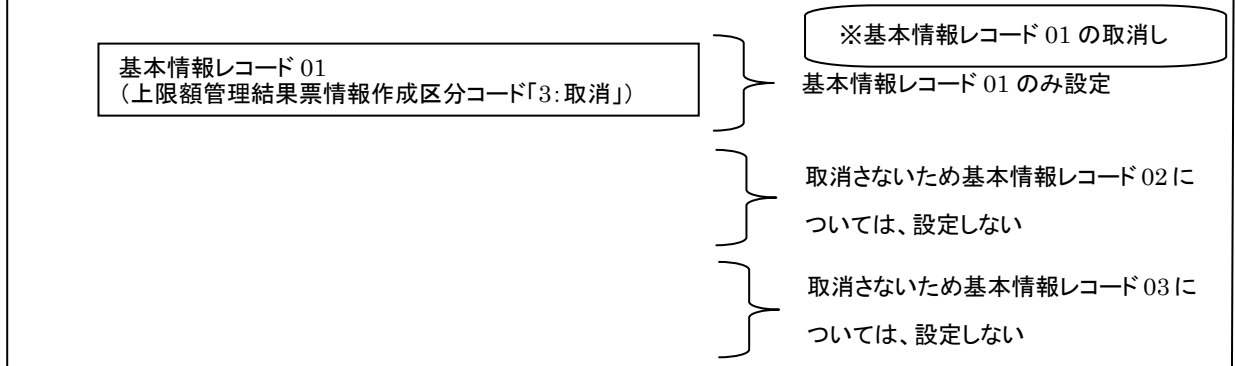 ※基本情報レコード 01 の取消し
基本情報レコード 01
（上限額管理結果票情報作成区分コード「3：取消」）
基本情報レコード 01 のみ設定
取消さないため基本情報レコード 02 に
ついては、設定しない
取消さないため基本情報レコード 03 に
ついては、設定しない